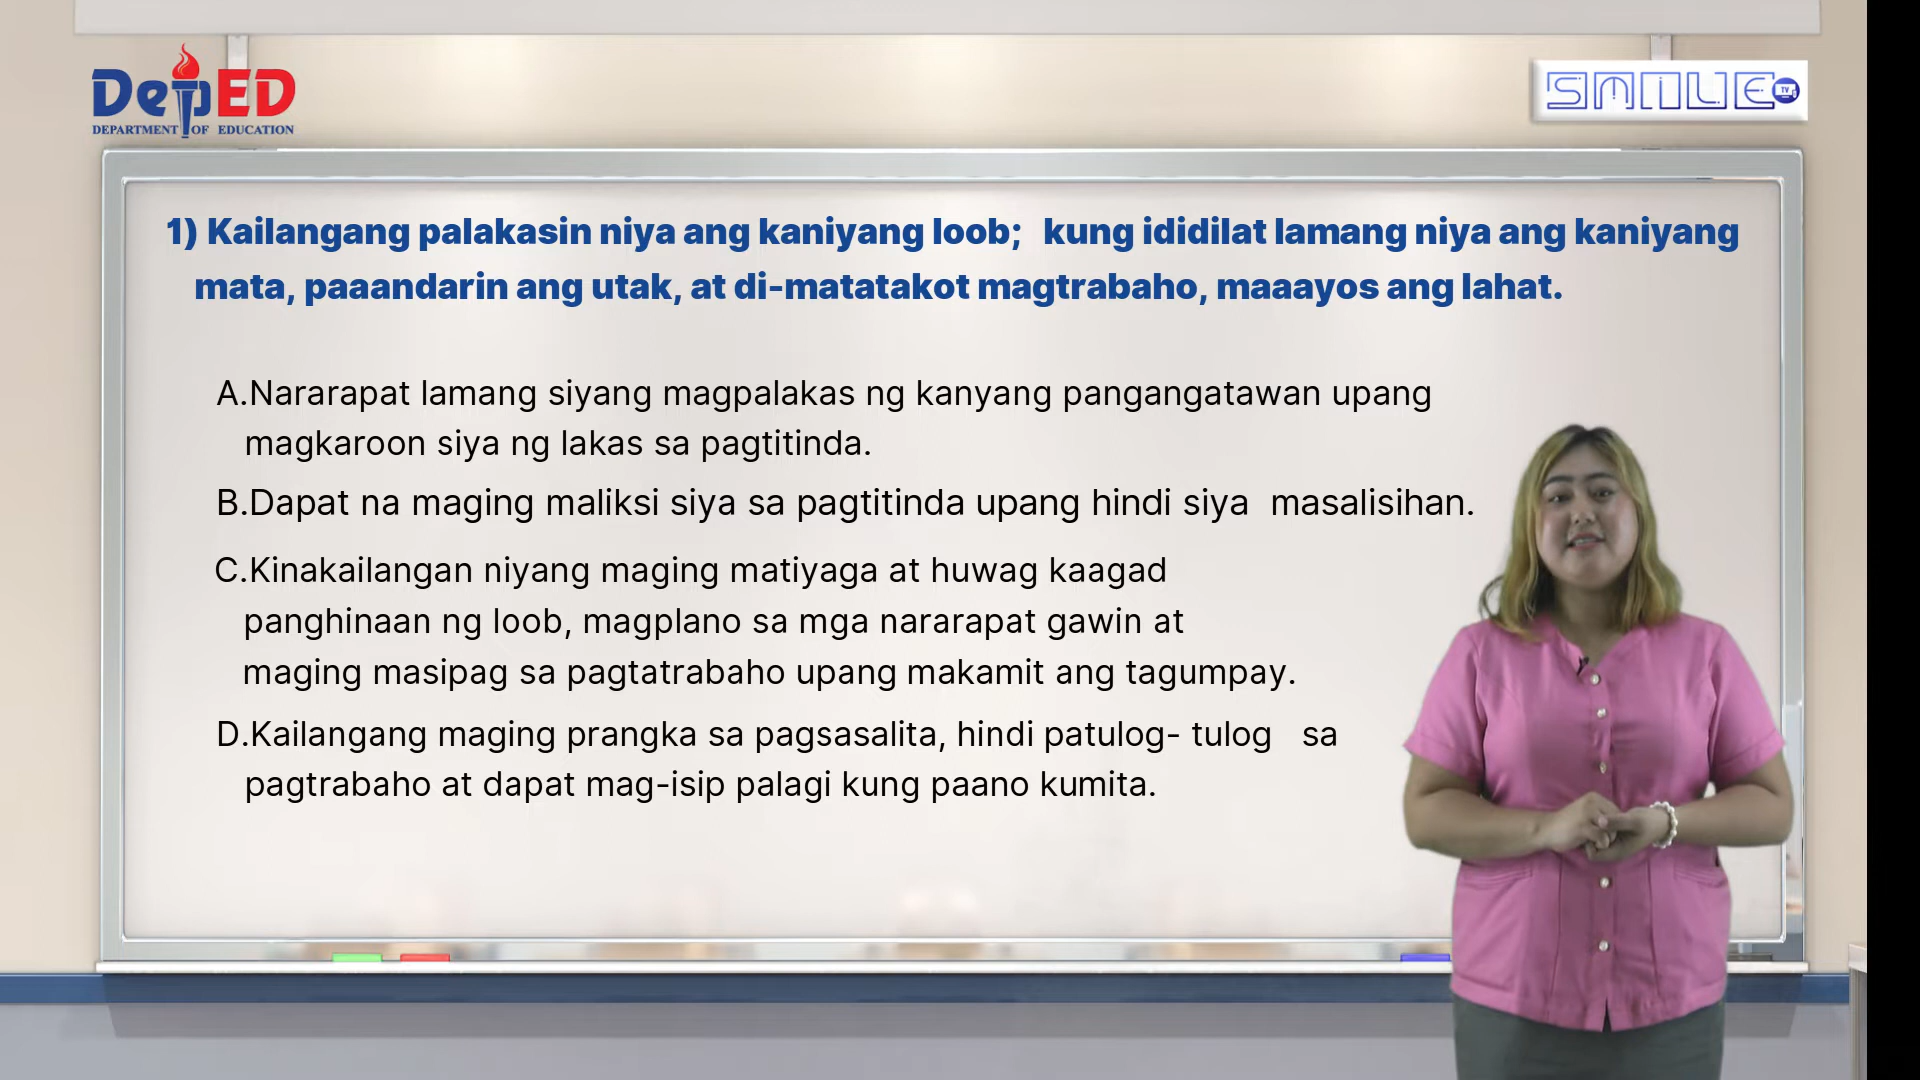 DepED
DEPARTMENT OF EDUCATION
SMILE TV
1) Kailangang palakasin niya ang kaniyang loob; kung ididilat lamang niya ang kaniyang
mata, paaandarin ang utak, at di-matatakot magtrabaho, maaayos ang lahat.
A.Nararapat lamang siyang magpalakas ng kanyang pangangatawan upang
magkaroon siya ng lakas sa pagtitinda.
B.Dapat na maging maliksi siya sa pagtitinda upang hindi siya masalisihan.
C.Kinakailangan niyang maging matiyaga at huwag kaagad
panghinaan ng loob, magplano sa mga nararapat gawin at
maging masipag sa pagtatrabaho upang makamit ang tagumpay.
D.Kailangang maging prangka sa pagsasalita, hindi patulog- tulog sa
pagtrabaho at dapat mag-isip palagi kung paano kumita.